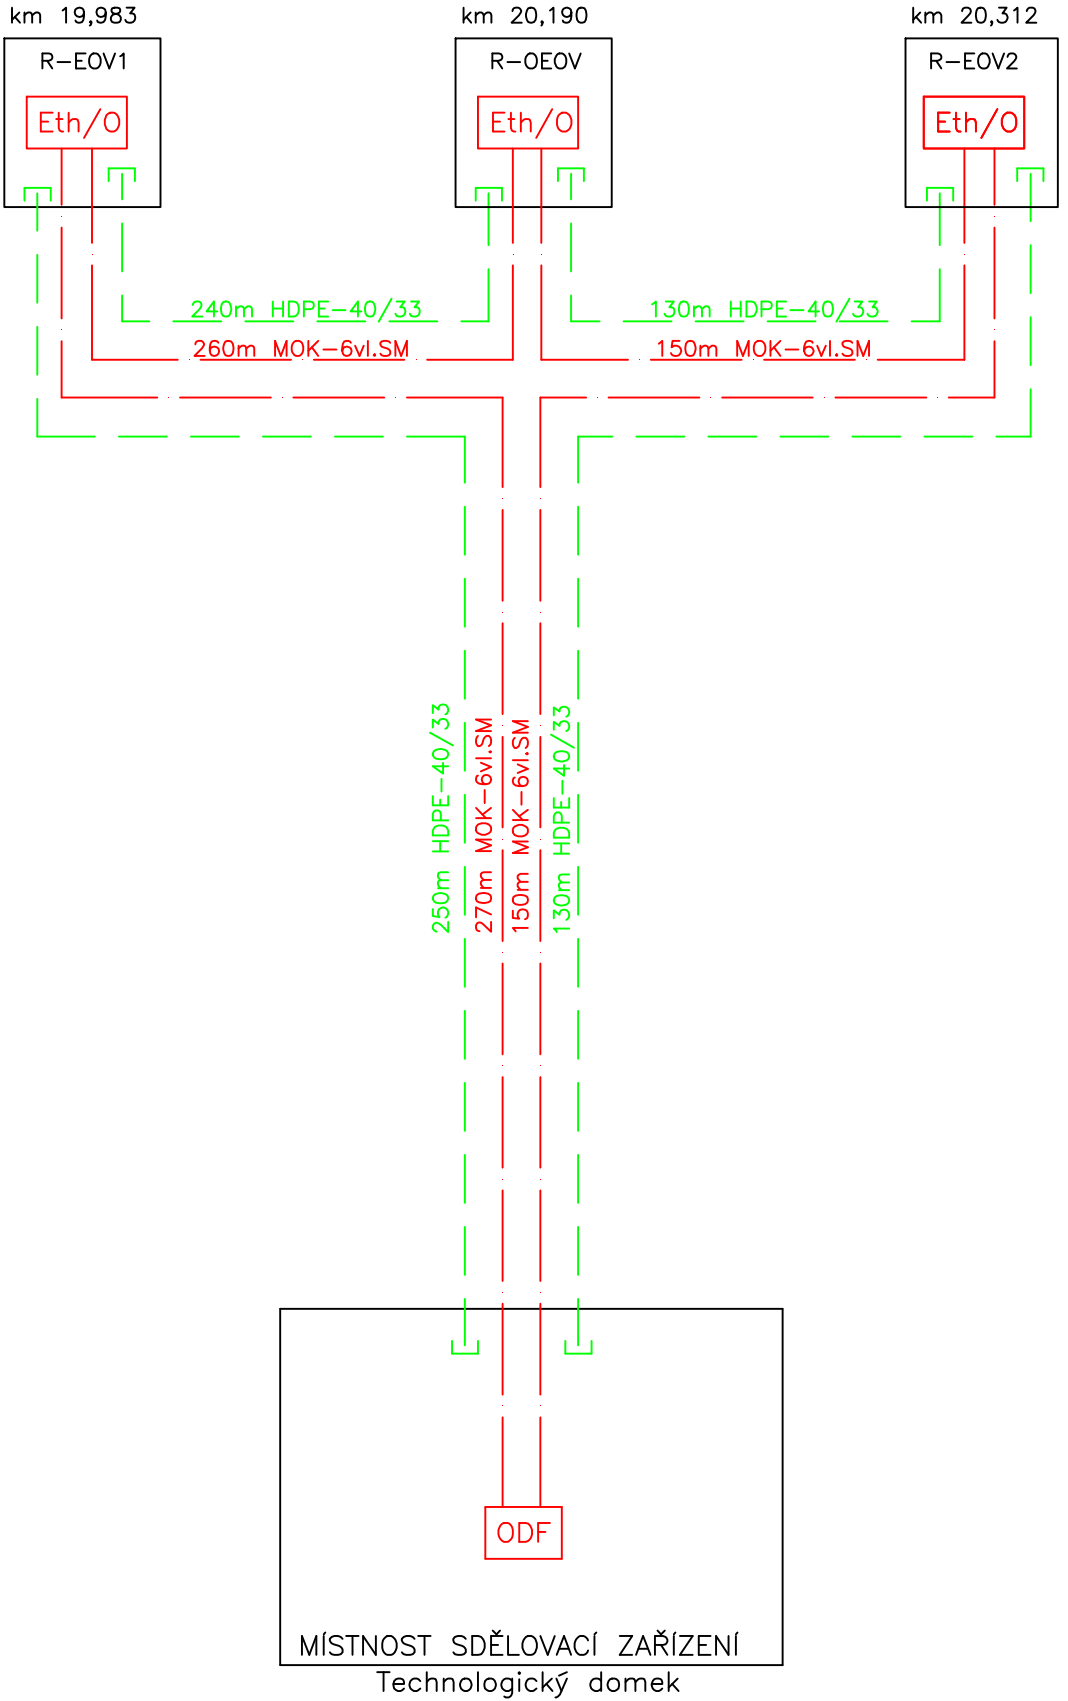 km 19,983
km 20,190
km 20,312
R-EOV1
R-OEOV
R-EOV2
Eth/O
Eth/O
Eth/O
240m HDPE-40/33
130m HDPE-40/33
260m MOK-6vl.SM
150m MOK-6vl.SM
250m HDPE-40/33
270m MOK-6vl.SM
150m MOK-6vl.SM
130m HDPE-40/33
ODF
MÍSTNOST SDĚLOVACÍ ZAŘÍZENÍ
Technologický domek